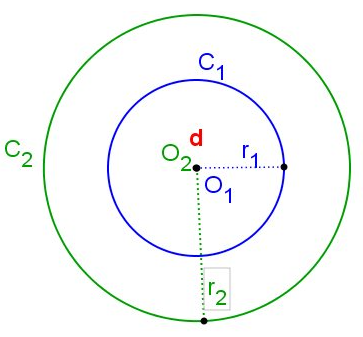 C₁
d
C₂ O₂ r₁
O₁
r₂